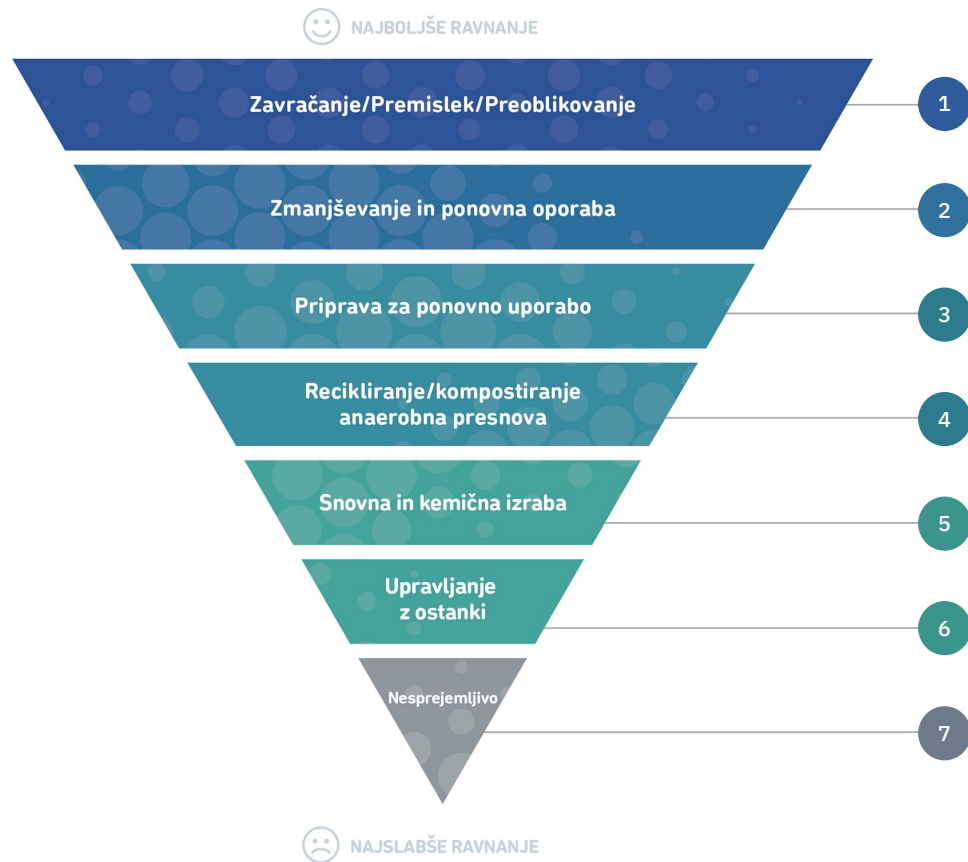 NAJBOLJŠE RAVNANJE
Zavračanje/Premislek/Preoblikovanje
1
Zmanjševanje in ponovna oporaba
2
Priprava za ponovno uporabo
3
Recikliranje/kompostiranje
anaerobna presnova
4
Snovna in kemična izraba
5
Upravljanje
z ostanki
6
Nesprejemljivo
7
NAJSLABŠE RAVNANJE